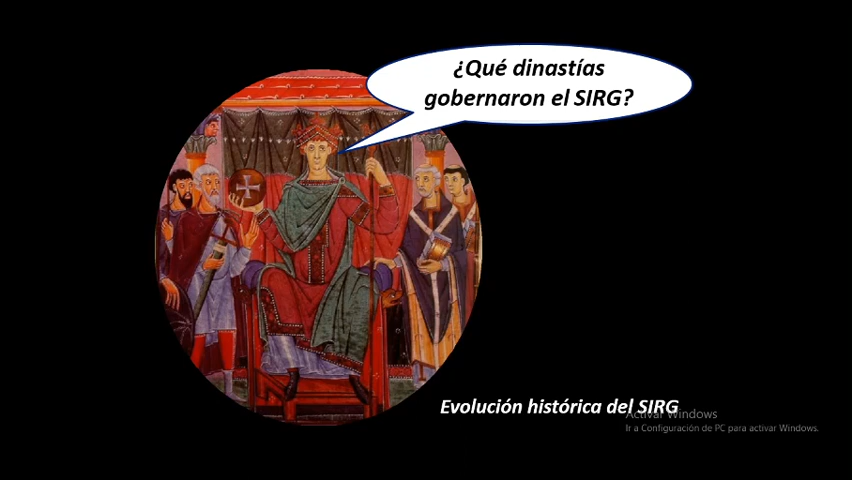 ¿Qué dinastías
gobernaron el SIRG?
Evolución histórica del SIRG
Activar Windows
Ir a Configuración de PC para activar Windows.